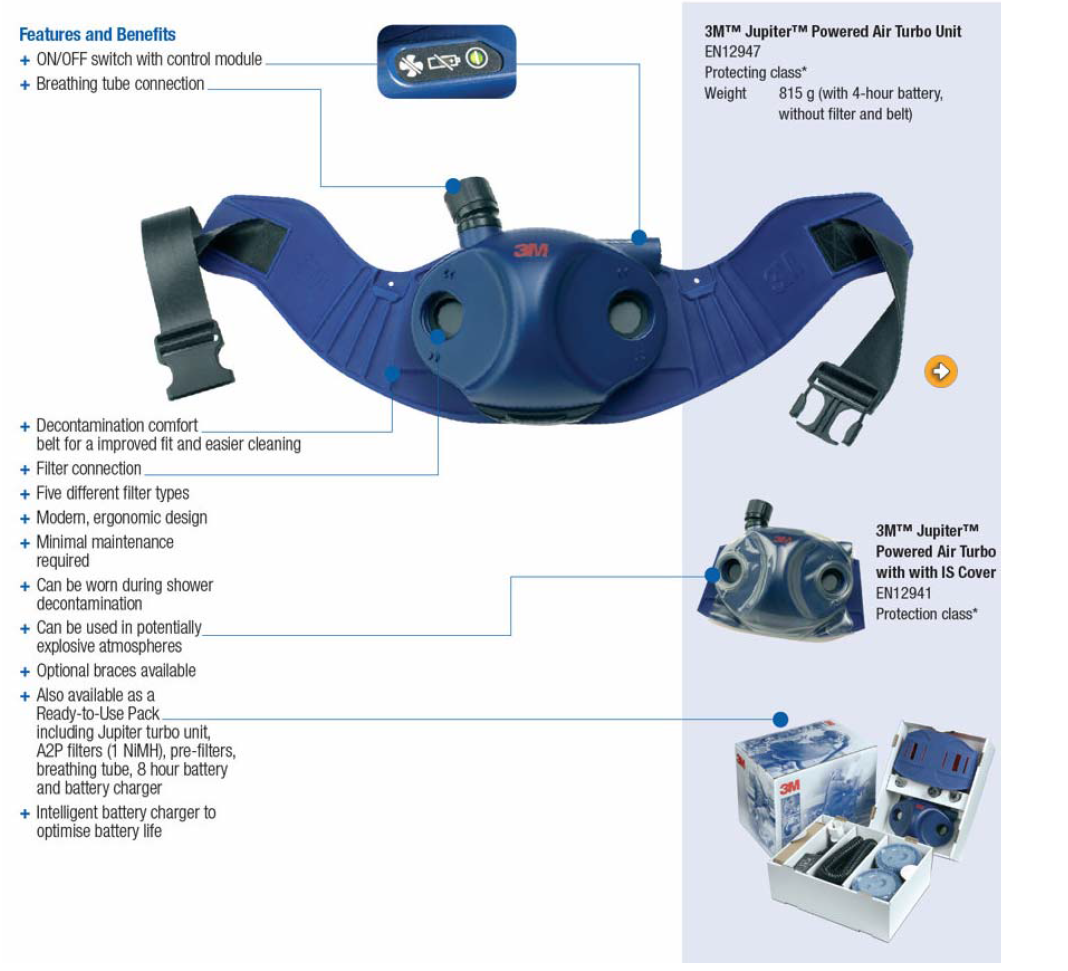 Features and Benefits
+ ON/OFF switch with control module
+ Breathing tube connection
3M™ Jupiter™ Powered Air Turbo Unit
EN12947
Protecting class*
Weight 815 g (with 4-hour battery,
without filter and belt)
3M
3M
+ Decontamination comfort
belt for a improved fit and easier cleaning
+ Filter connection
+ Five different filter types
+ Modern, ergonomic design
+ Minimal maintenance
required
+ Can be worn during shower
decontamination
+ Can be used in potentially
explosive atmospheres
+ Optional braces available
+ Also available as a
Ready-to-Use Pack
including Jupiter turbo unit,
A2P filters (1 NiMH), pre-filters,
breathing tube, 8 hour battery
and battery charger
+ Intelligent battery charger to
optimise battery life
3M
3M™ Jupiter™
Powered Air Turbo
with with IS Cover
EN12941
Protection class*
3M
3M